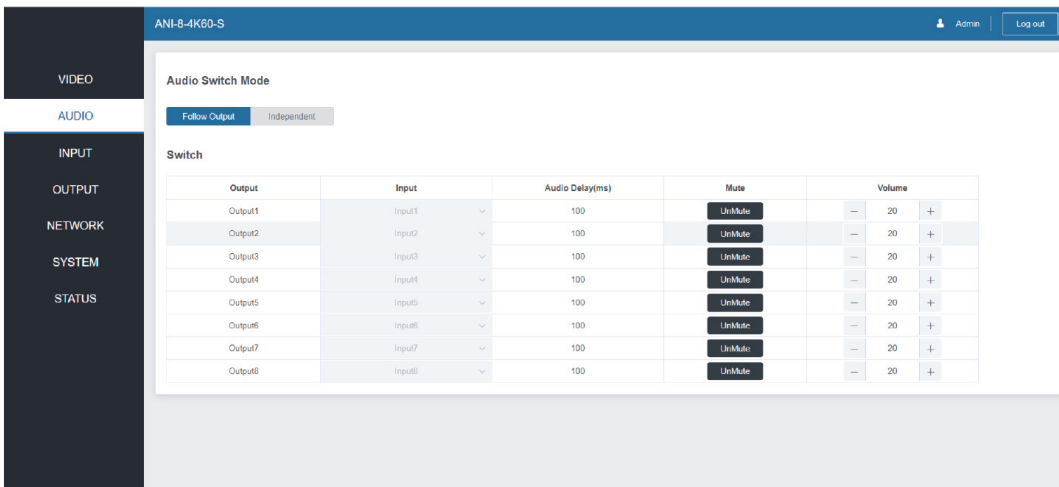 ANI-8-4K60-S
Admin
Log out
VIDEO
AUDIO
INPUT
OUTPUT
NETWORK
SYSTEM
STATUS
Audio Switch Mode
Follow Output Independent
Switch
Output Input Audio Delay(ms) Mute Volume
Output1 Input1 100 UnMute — 20 +
Output2 Input2 100 UnMute — 20 +
Output3 Input3 100 UnMute — 20 +
Output4 Input4 100 UnMute — 20 +
Output5 Input5 100 UnMute — 20 +
Output6 Input6 100 UnMute — 20 +
Output7 Input7 100 UnMute — 20 +
Output8 Input8 100 UnMute — 20 +